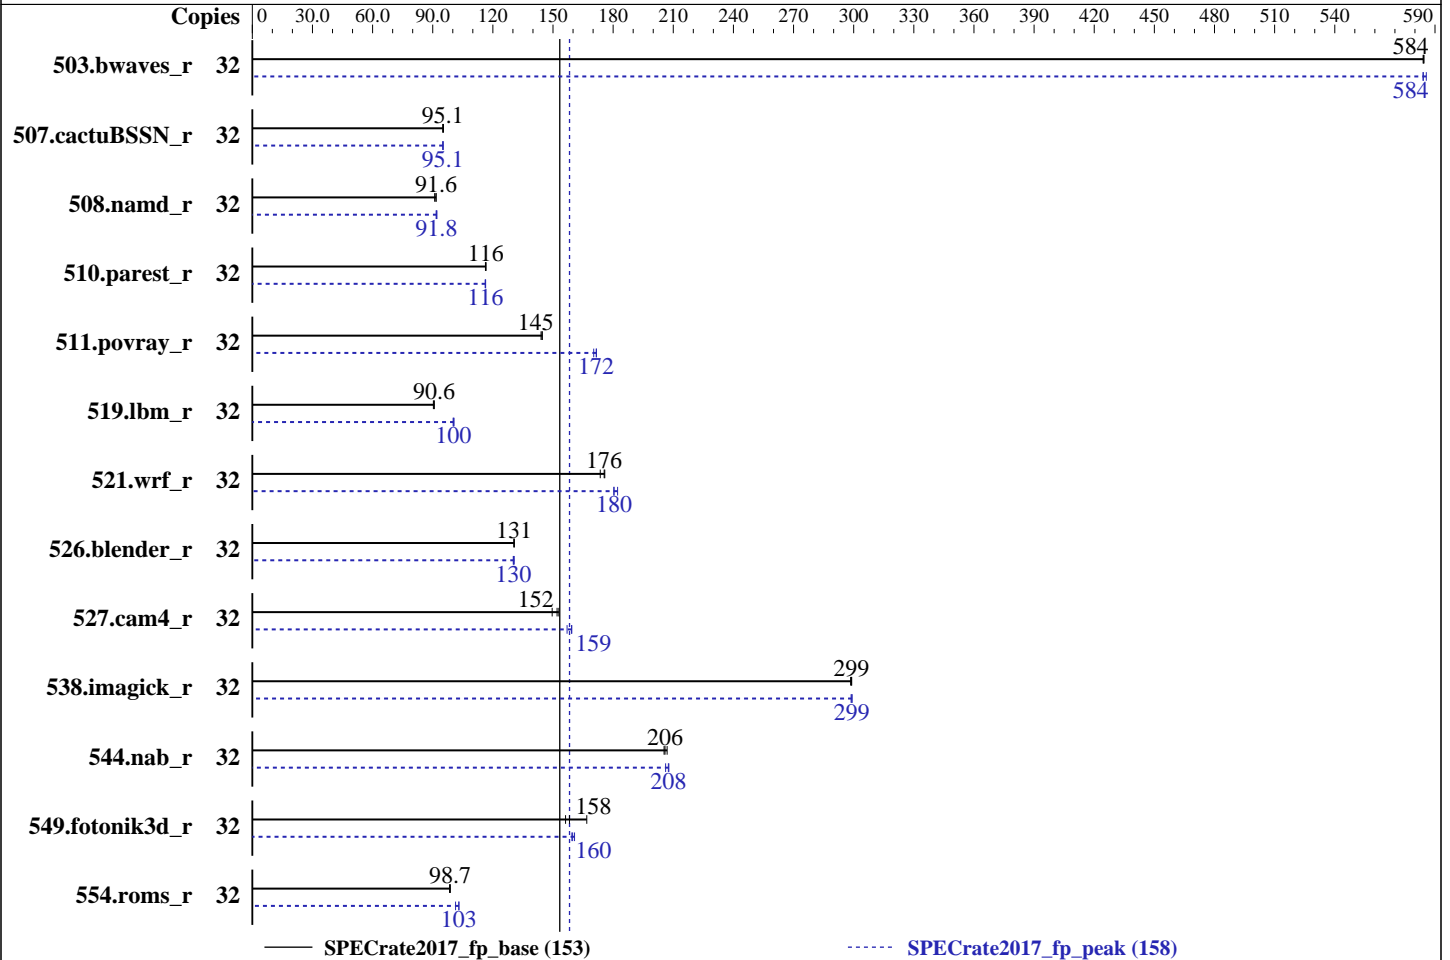 Copies 0 30.0 60.0 90.0 120 150 180 210 240 270 300 330 360 390 420 450 480 510 540 590
503.bwaves_r 32 584
584
507.cactuBSSN_r 32 95.1
95.1
508.namd_r 32 91.6
91.8
510.parest_r 32 116
116
511.povray_r 32 145
172
519.lbm_r 32 90.6
100
521.wrf_r 32 176
180
526.blender_r 32 131
130
527.cam4_r 32 152
159
538.imagick_r 32 299
299
544.nab_r 32 206
208
549.fotonik3d_r 32 158
160
554.roms_r 32 98.7
103
SPECrate2017_fp_base (153) SPECrate2017_fp_peak (158)